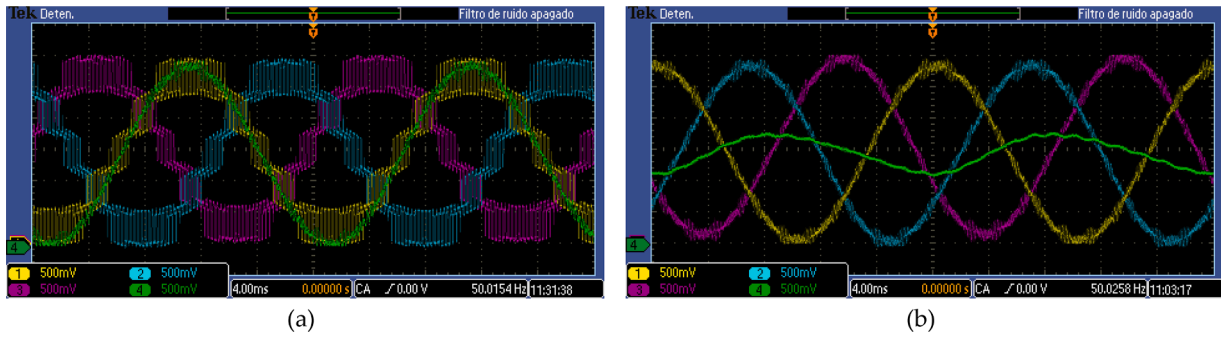 Tek Deten. Filtro de ruido apagado
T
4
1 500mV 2 500mV
3 500mV 4 500mV
4.00ms 0.00000 s CA 0.00 V 50.0154 Hz 11:31:38
(a)
Tek Deten. Filtro de ruido apagado
T
4
1 500mV 2 500mV
3 500mV 4 500mV
4.00ms 0.00000 s CA 0.00 V 50.0258 Hz 11:03:17
(b)